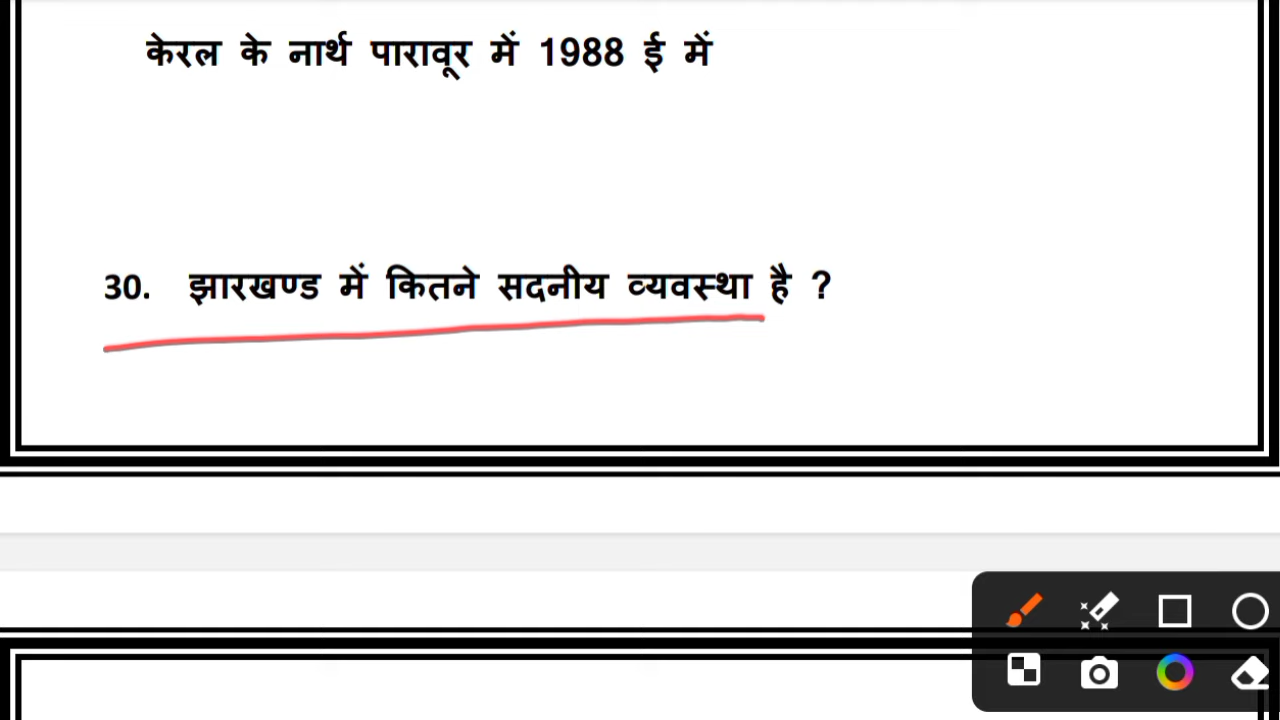 केरल के नार्थ पारावूर में 1988 ई में
30. झारखण्ड में कितने सदनीय व्यवस्था है ?